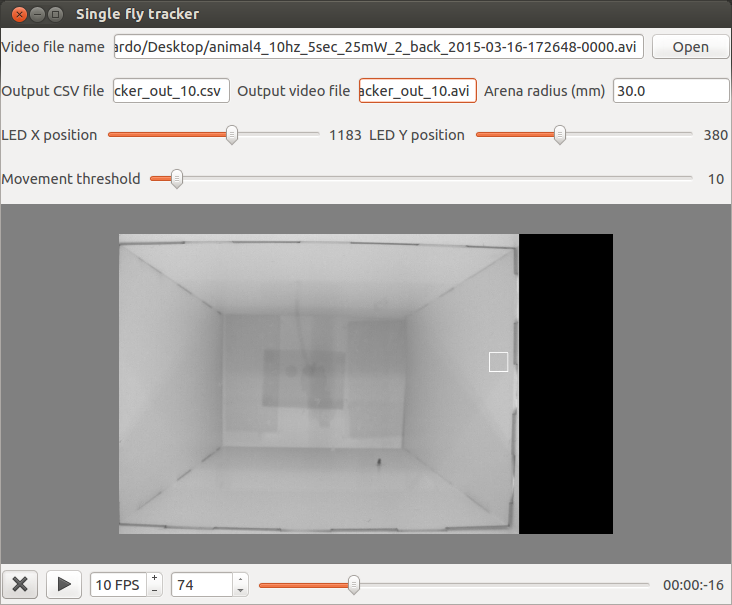 Single fly tracker
Video file name ardo/Desktop/animal4_10hz_5sec_25mW_2_back_2015-03-16-172648-0000.avi Open
Output CSV file cker_out_10.csv Output video file acker_out_10.avi Arena radius (mm) 30.0
LED X position 1183 LED Y position 380
Movement threshold 10
10 FPS + - 74 00:00:-16